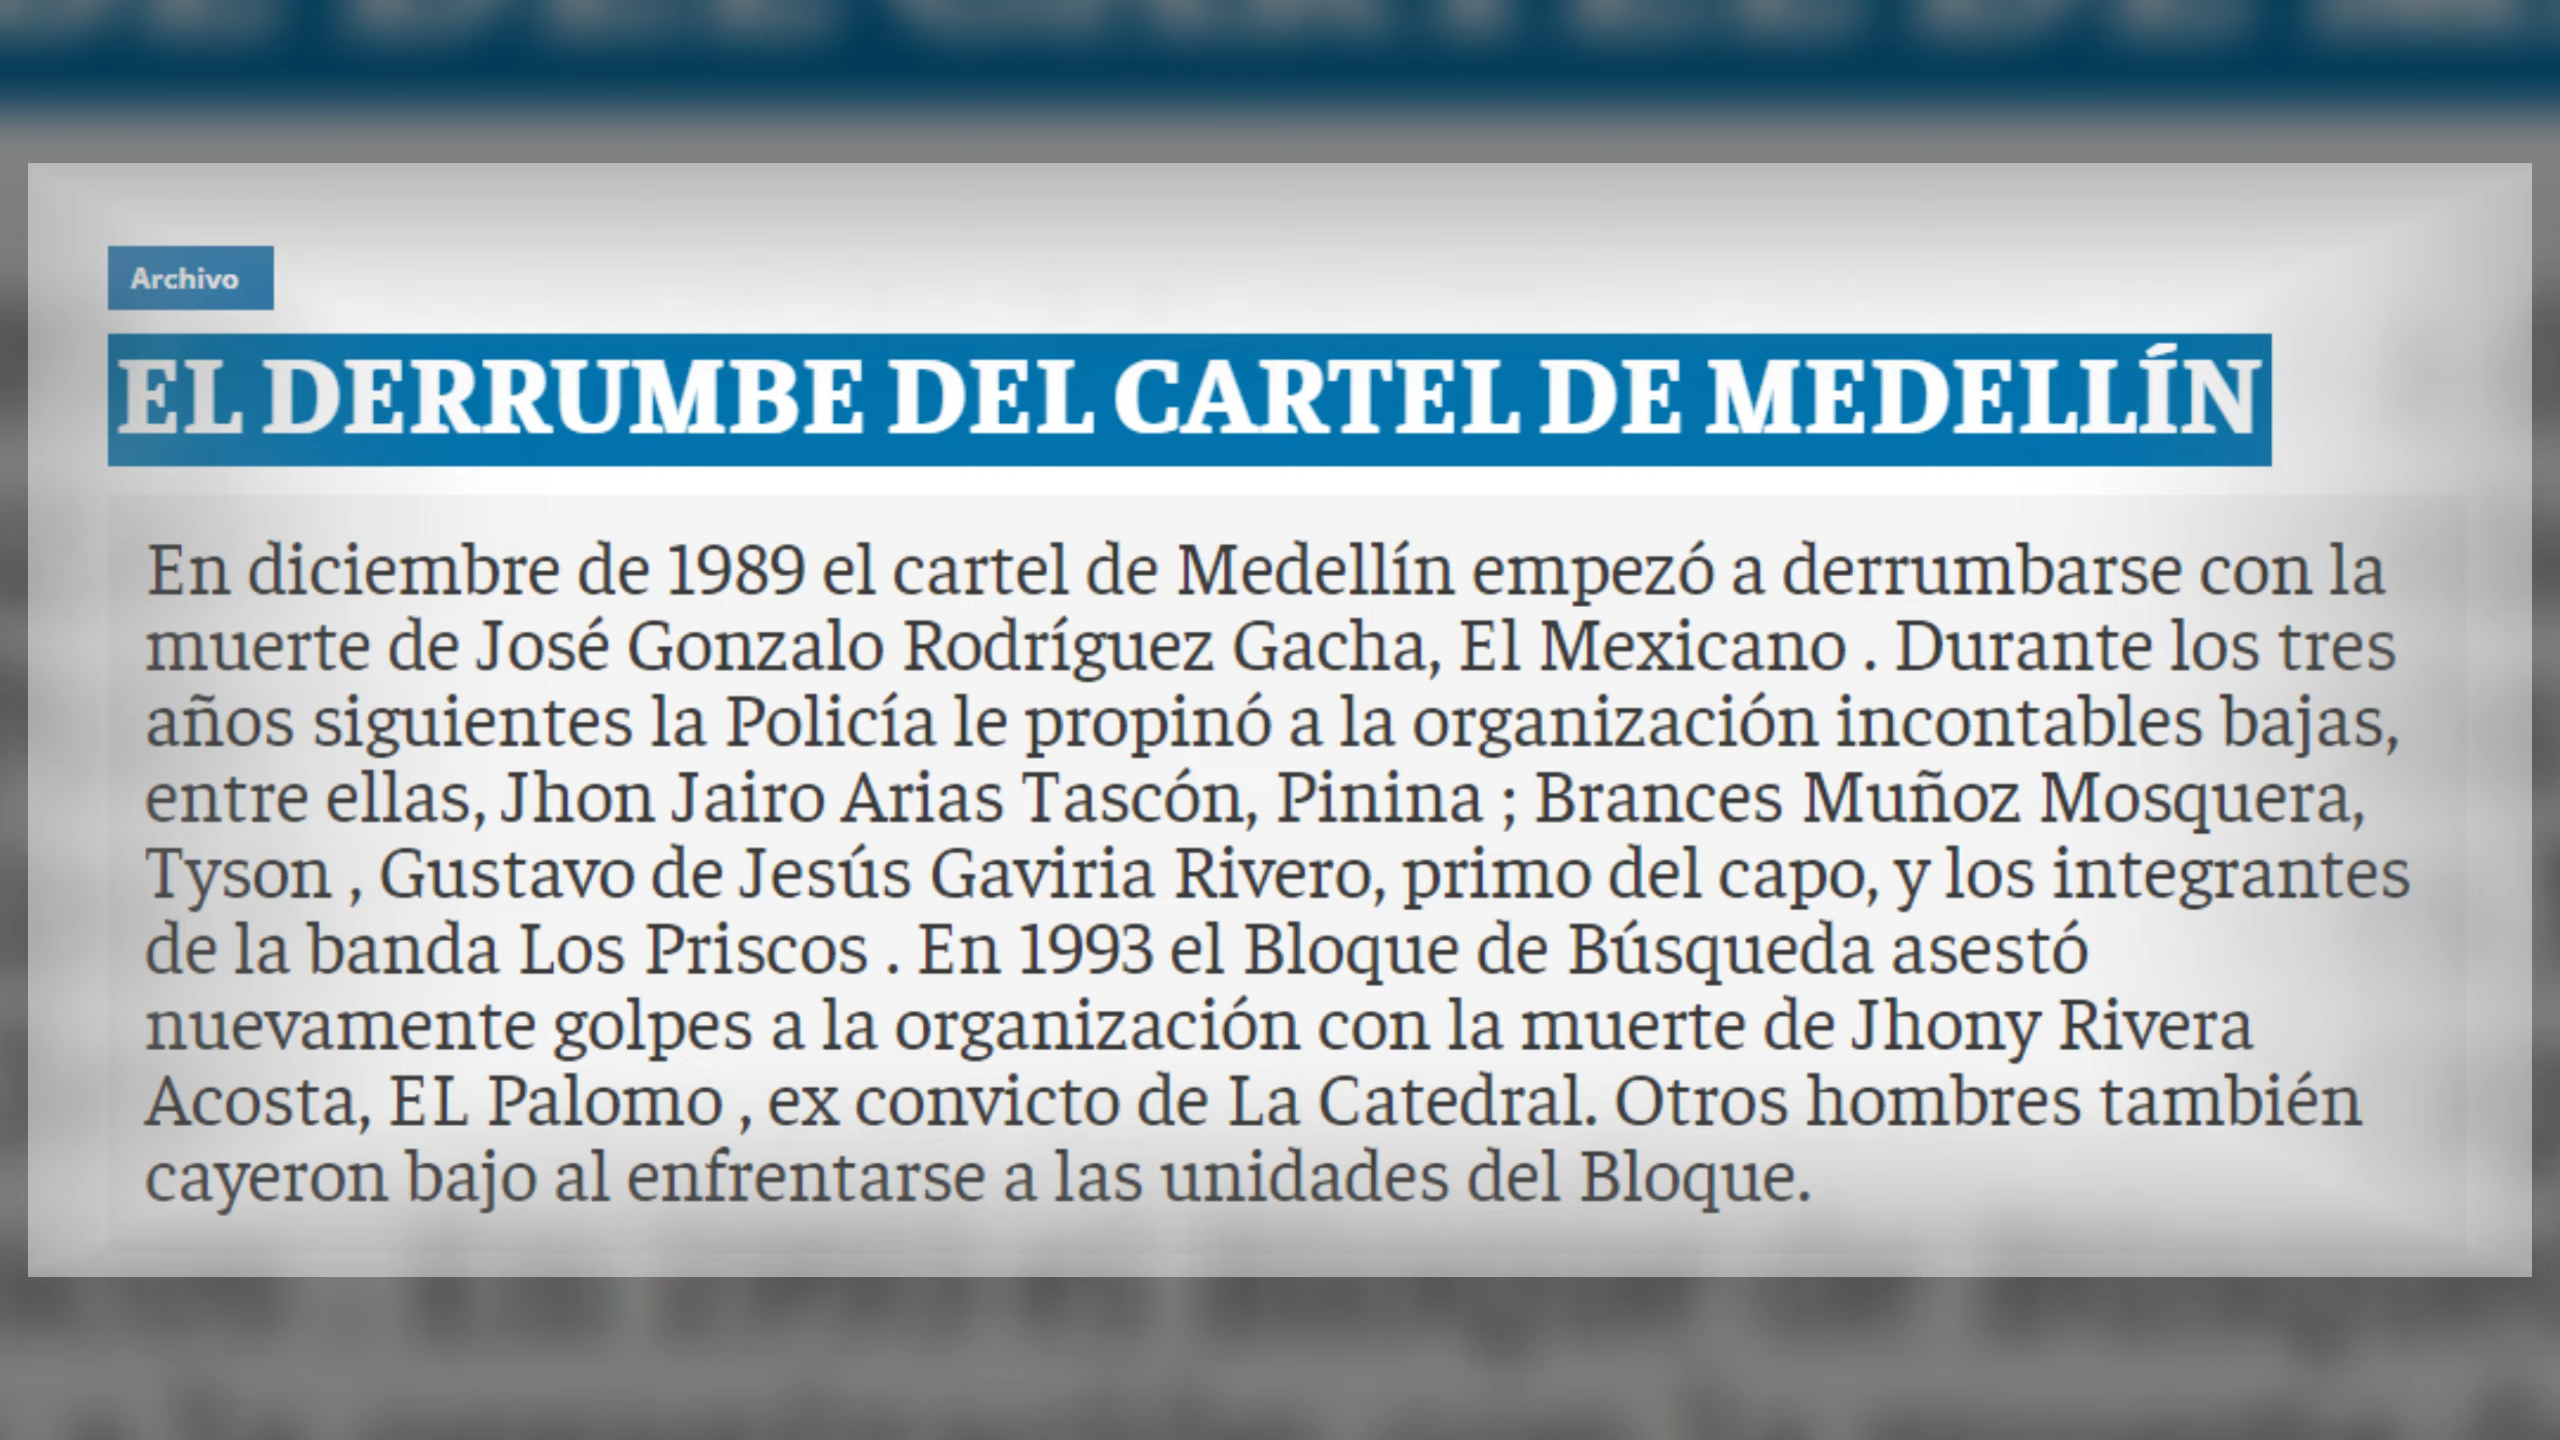 Archivo
EL DERRUMBE DEL CARTEL DE MEDELLÍN
En diciembre de 1989 el cartel de Medellín empezó a derrumbarse con la
muerte de José Gonzalo Rodríguez Gacha, El Mexicano . Durante los tres
años siguientes la Policía le propinó a la organización incontables bajas,
entre ellas, Jhon Jairo Arias Tascón, Pinina ; Brances Muñoz Mosquera,
Tyson , Gustavo de Jesús Gaviria Rivero, primo del capo, y los integrantes
de la banda Los Priscos . En 1993 el Bloque de Búsqueda asestó
nuevamente golpes a la organización con la muerte de Jhony Rivera
Acosta, EL Palomo , ex convicto de La Catedral. Otros hombres también
cayeron bajo al enfrentarse a las unidades del Bloque.